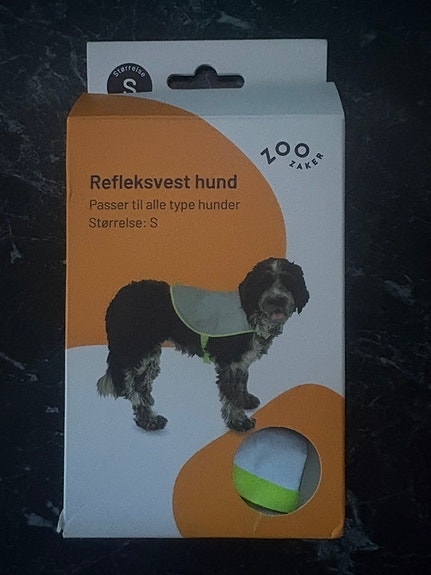 Størrelse
S
ZOO
ZAKER
Refleksvest hund
Passer til alle type hunder
Størrelse: S